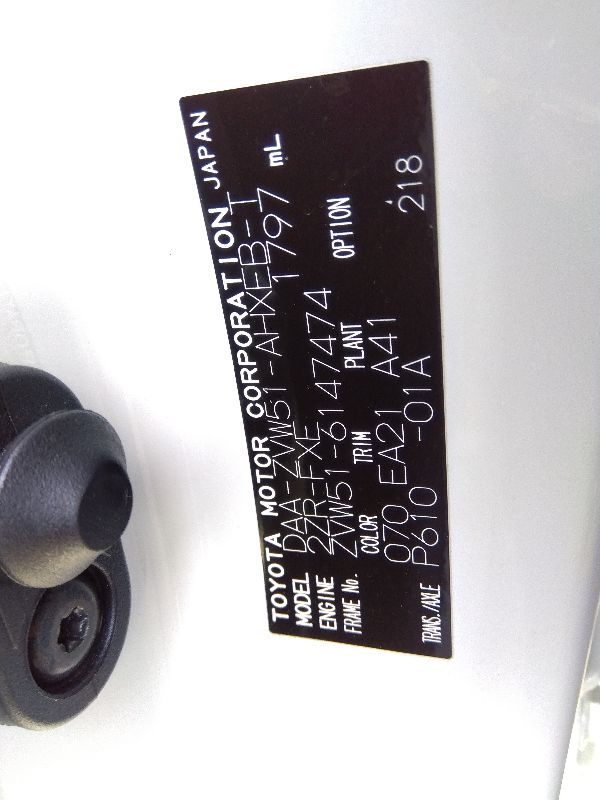 TOYOTA MOTOR CORPORATION JAPAN
MODEL DAA-ZVW51-AHXEB-T
ENGINE 2ZR-FXE 1797 mL
FRAME No. ZVW51-6147474
COLOR TRIM PLANT OPTION
070 EA21 A41
TRANS./AXLE P610 -01A 218